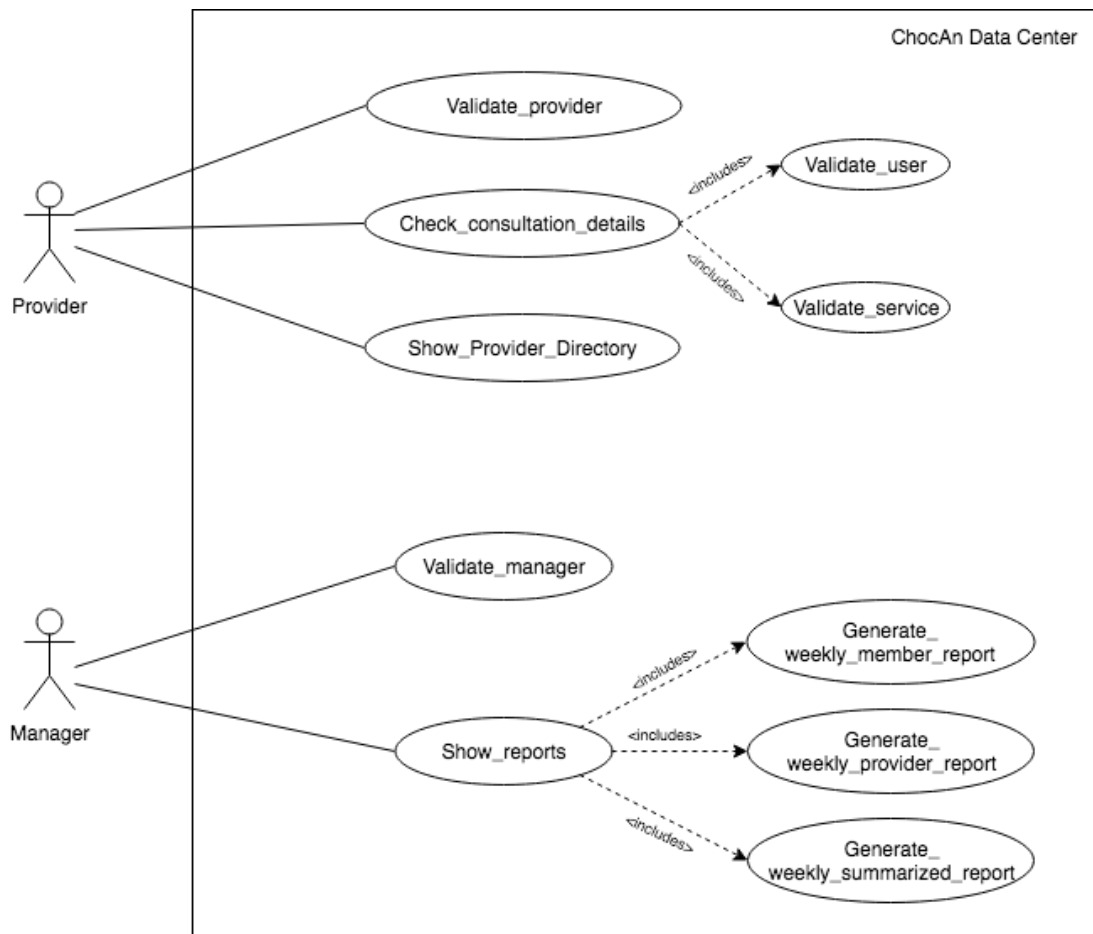 ChocAn Data Center
Validate_provider
<includes>
Validate_user
Check_consultation_details
<includes>
Validate_service
Provider
Show_Provider_Directory
Validate_manager
Generate_
weekly_member_report
<includes>
Manager
Show_reports
<includes>
Generate_
weekly_provider_report
<includes>
Generate_
weekly_summarized_report